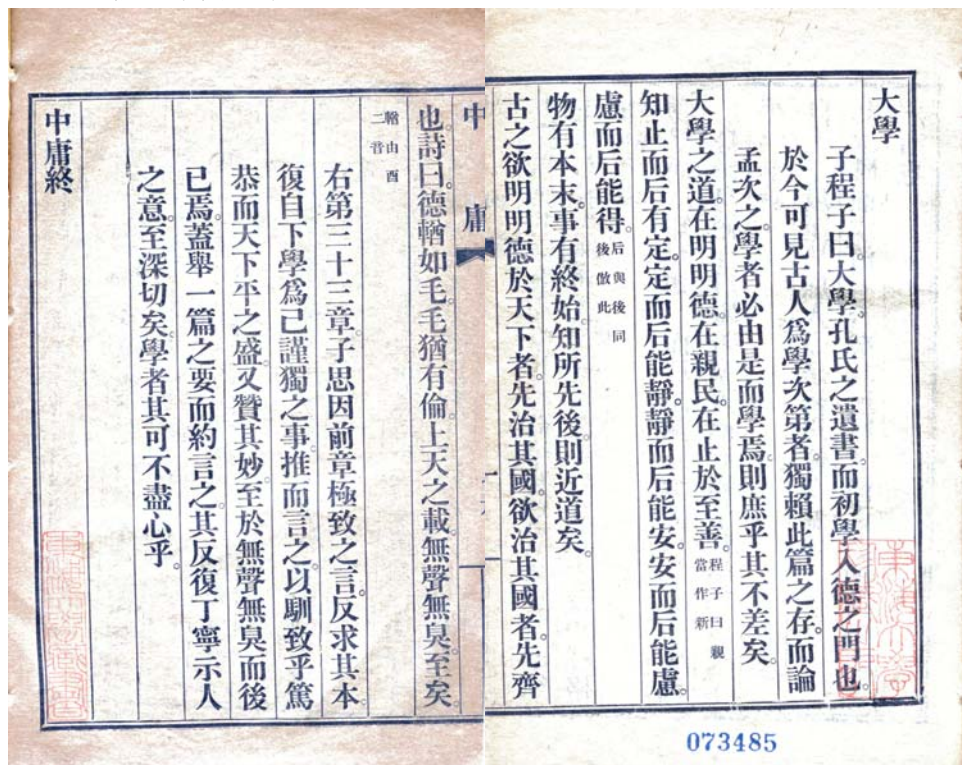 大學
子程子曰。大學。孔氏之遺書。而初學入德之門也。
於今可見古人爲學次第者。獨賴此篇之存。而論
孟次之。學者必由是而學焉。則庶乎其不差矣。
大學之道。在明明德。在親民。在止於至善。程子曰親當作新
知止而后有定。定而后能靜。靜而后能安。安而后能慮。
慮而后能得。后與後同後倣此
物有本末。事有終始。知所先後。則近道矣。
古之欲明明德於天下者。先治其國。欲治其國者。先齊
073485
中庸
也。詩曰。德輶如毛。毛猶有倫。上天之載。無聲無臭。至矣。
輶由酉二音
右第三十三章。子思因前章極致之言。反求其本。
復自下學爲己謹獨之事。推而言之。以馴致乎篤
恭而天下平之盛。又贊其妙。至於無聲無臭而後
已焉。蓋舉一篇之要而約言之。其反復丁寧示人
之意。至深切矣。學者其可不盡心乎。
中庸終